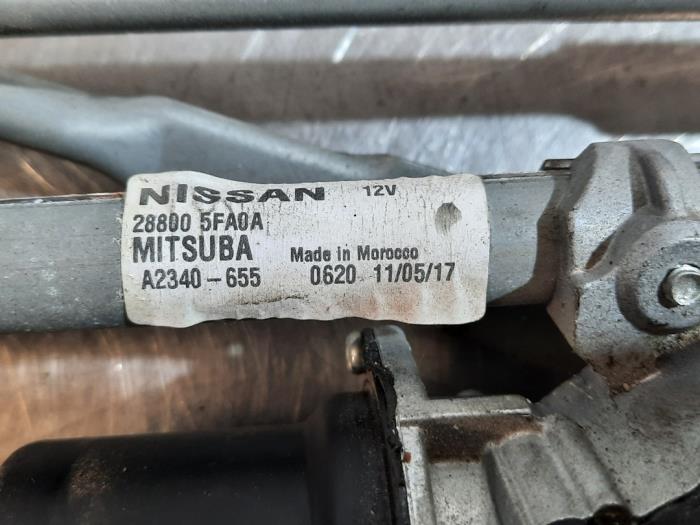 NISSAN 12V
28800 5FA0A
MITSUBA Made in Morocco
A2340-655 0620 11/05/17